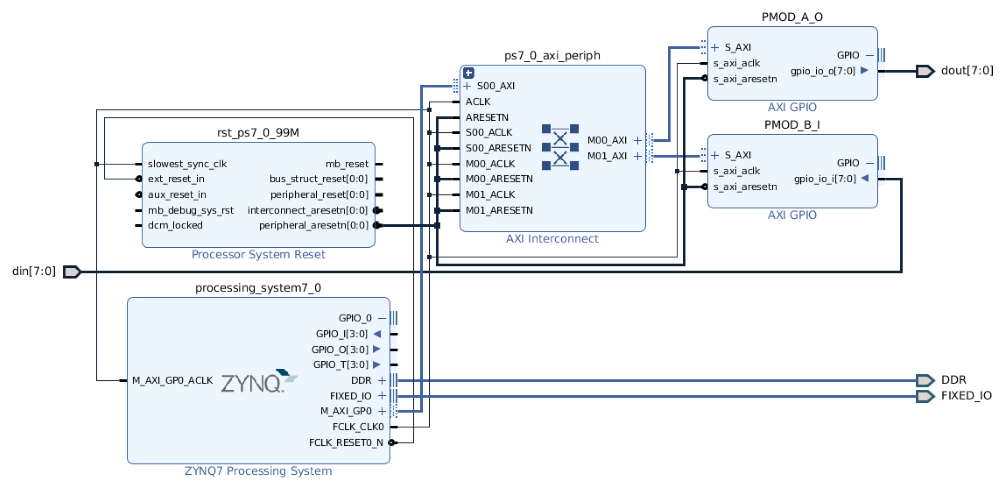 PMOD_A_O
S_AXI
s_axi_aclk
s_axi_aresetn
GPIO
gpio_io_o[7:0]
dout[7:0]
AXI GPIO
ps7_0_axi_periph
S00_AXI
ACLK
ARESETN
S00_ACLK
S00_ARESETN
M00_ACLK
M00_ARESETN
M01_ACLK
M01_ARESETN
M00_AXI
M01_AXI
AXI Interconnect
PMOD_B_I
S_AXI
s_axi_aclk
s_axi_aresetn
GPIO
gpio_io_i[7:0]
AXI GPIO
rst_ps7_0_99M
slowest_sync_clk
ext_reset_in
aux_reset_in
mb_debug_sys_rst
dcm_locked
mb_reset
bus_struct_reset[0:0]
peripheral_reset[0:0]
interconnect_aresetn[0:0]
peripheral_aresetn[0:0]
Processor System Reset
din[7:0]
processing_system7_0
M_AXI_GP0_ACLK
ZYNQ
GPIO_0
GPIO_I[3:0]
GPIO_O[3:0]
GPIO_T[3:0]
DDR
FIXED_IO
M_AXI_GP0
FCLK_CLK0
FCLK_RESET0_N
ZYNQ7 Processing System
DDR
FIXED_IO